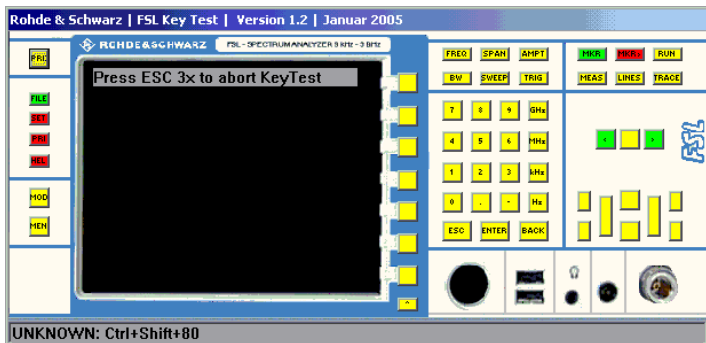 Rohde & Schwarz | FSL Key Test | Version 1.2 | Januar 2005
ROHDE&SCHWARZ FSL - SPECTRUM ANALYZER 9 kHz - 3 GHz
Press ESC 3x to abort KeyTest
PRE
FILE
SET
PRI
HEL
MOD
MEN
FREQ SPAN AMPT
BW SWEEP TRIG
MKR MKR> RUN
MEAS LINES TRACE
7 8 9 GHz
4 5 6 MHz
1 2 3 kHz
0 . - Hz
ESC ENTER BACK
< >
FSL
^
UNKNOWN: Ctrl+Shift+80